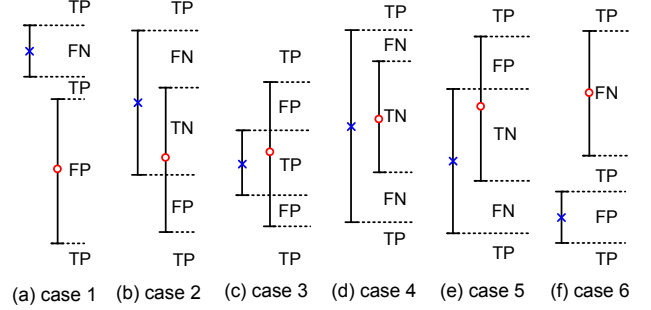 TP
FN
TP
FP
TP
(a) case 1
TP
FN
TN
FP
TP
(b) case 2
TP
FP
TP
FP
TP
(c) case 3
TP
FN
TN
FN
TP
(d) case 4
TP
FP
TN
FN
TP
(e) case 5
TP
FN
TP
FP
TP
(f) case 6